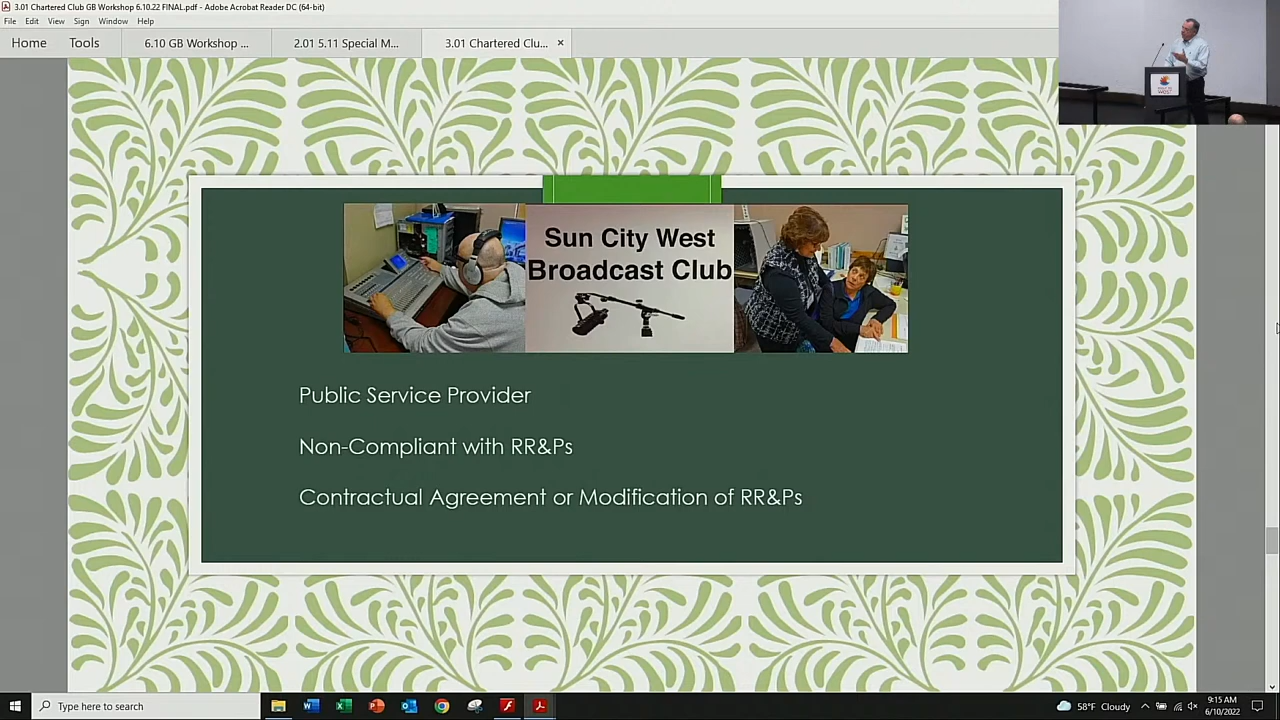 3.01 Chartered Club GB Workshop 6.10.22 FINAL.pdf - Adobe Acrobat Reader DC (64-bit)
File Edit View Sign Window Help
Home Tools 6.10 GB Workshop ... 2.01 5.11 Special M... 3.01 Chartered Clu... ×
Sun City West
Broadcast Club
Public Service Provider
Non-Compliant with RR&Ps
Contractual Agreement or Modification of RR&Ps
Type here to search
58°F Cloudy
9:15 AM
6/10/2022